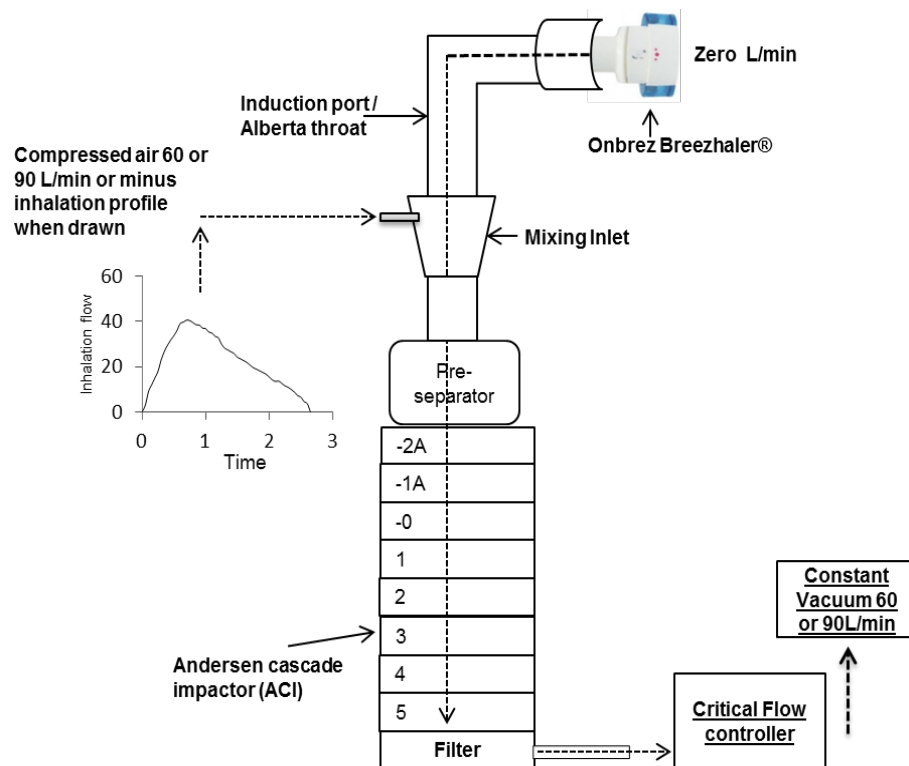 Zero  L/min
Induction port /
Alberta throat
Onbrez Breezhaler®
Compressed air 60 or
90 L/min or minus
inhalation profile
when drawn
Mixing Inlet
Inhalation flow
60
40
20
0
0
1
2
3
Time
Pre-
separator
-2A
-1A
-0
1
2
3
4
5
Filter
Andersen cascade
impactor (ACI)
Constant
Vacuum 60
or 90L/min
Critical Flow
controller